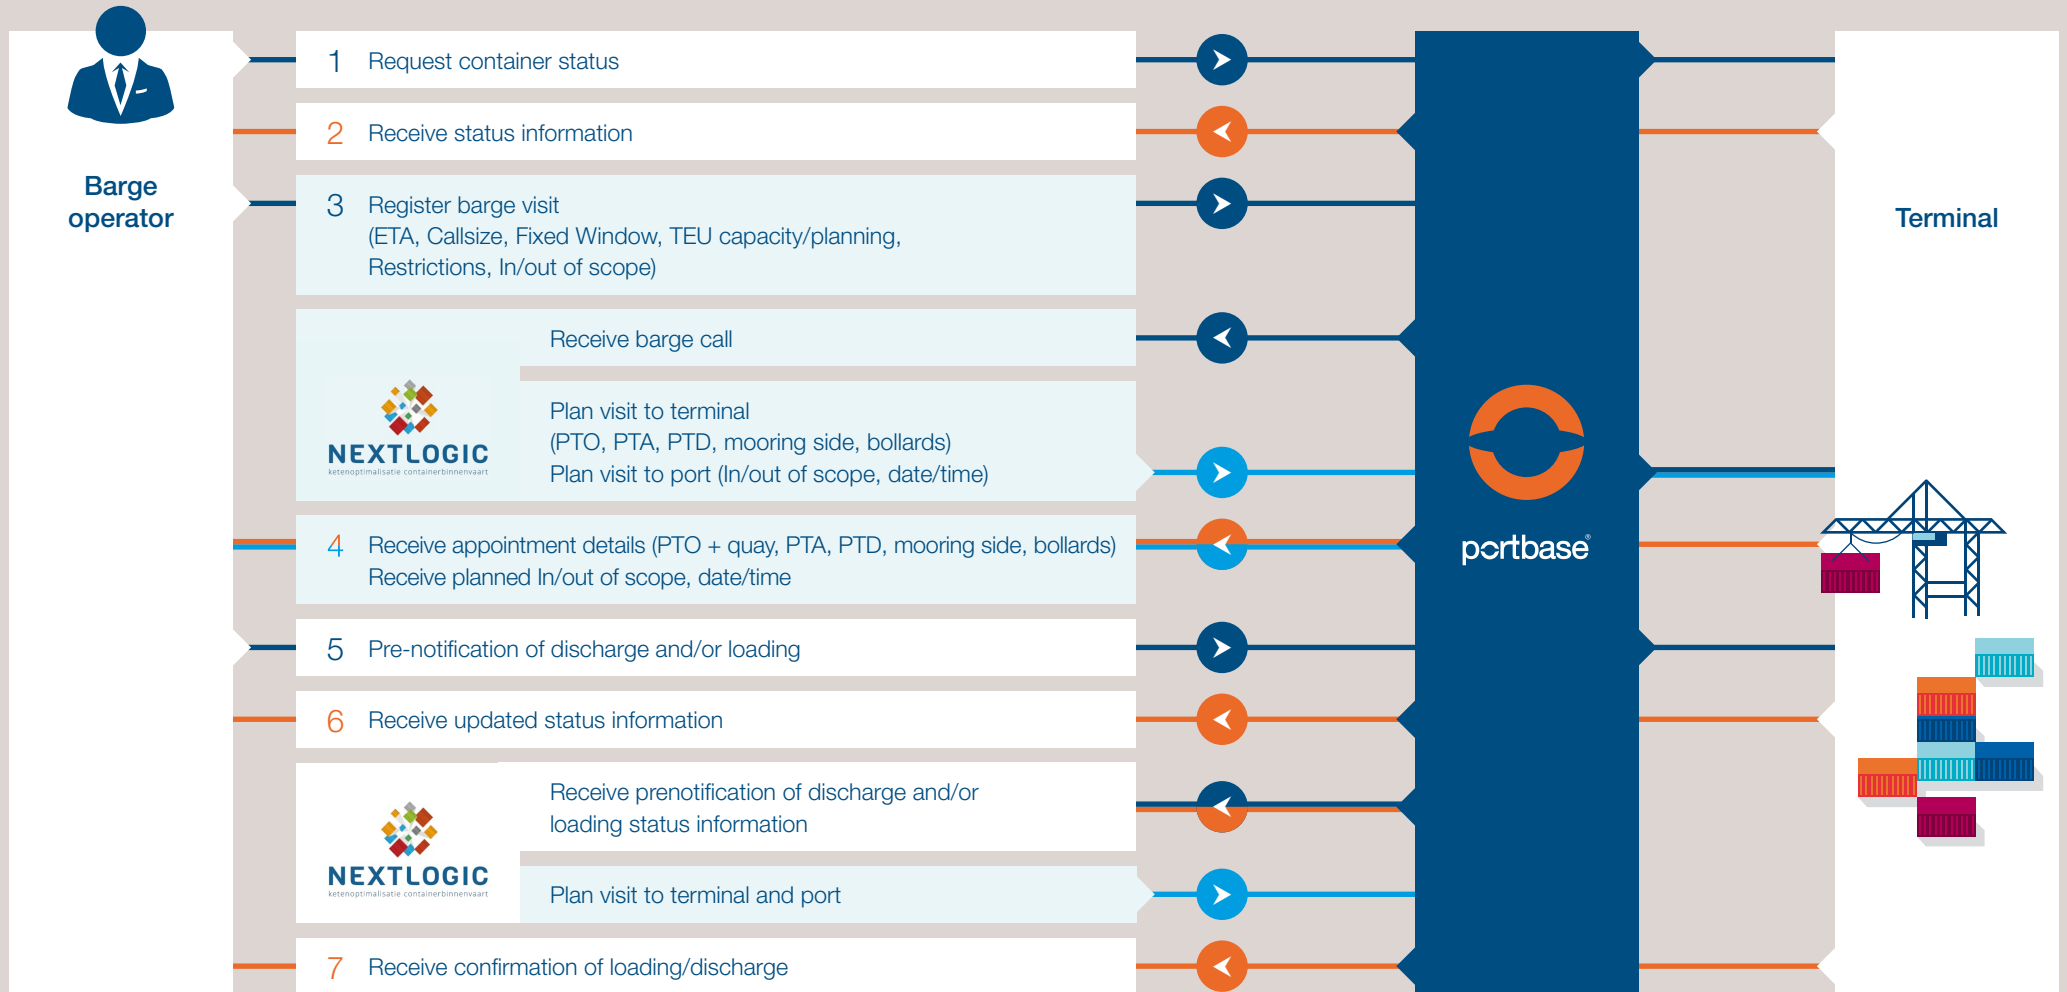 Barge
operator
1 Request container status
2 Receive status information
3 Register barge visit
(ETA, Callsize, Fixed Window, TEU capacity/planning,
Restrictions, In/out of scope)
Receive barge call
NEXTLOGIC
ketenoptimalisatie containerbinnenvaart
Plan visit to terminal
(PTO, PTA, PTD, mooring side, bollards)
Plan visit to port (In/out of scope, date/time)
4 Receive appointment details (PTO + quay, PTA, PTD, mooring side, bollards)
Receive planned In/out of scope, date/time
5 Pre-notification of discharge and/or loading
6 Receive updated status information
Receive prenotification of discharge and/or
loading status information
NEXTLOGIC
ketenoptimalisatie containerbinnenvaart
Plan visit to terminal and port
7 Receive confirmation of loading/discharge
portbase®
Terminal